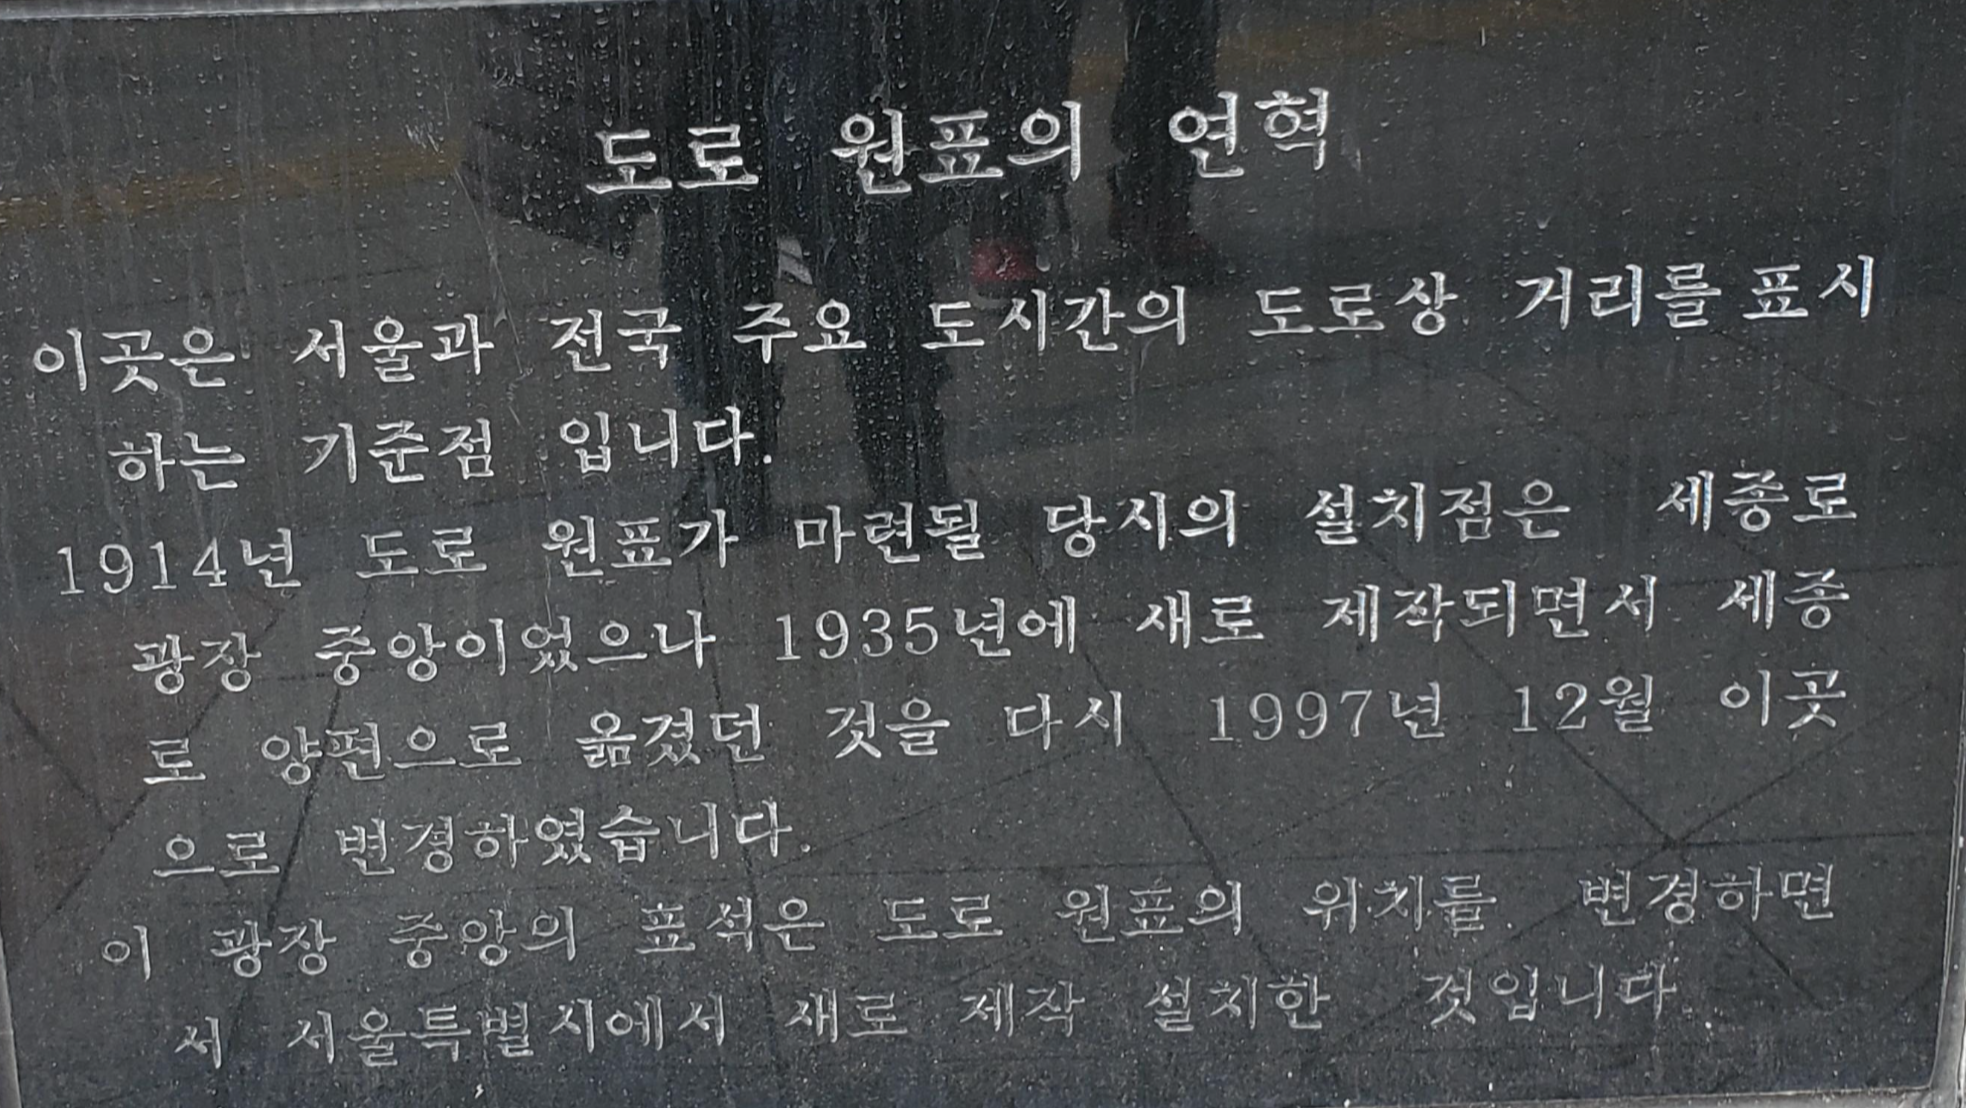 도로 원표의 연혁
이곳은 서울과 전국 주요 도시간의 도로상 거리를 표시
하는 기준점 입니다.
1914년 도로 원표가 마련될 당시의 설치점은 세종로
광장 중앙이었으나 1935년에 새로 제작되면서 세종
로 양편으로 옮겼던 것을 다시 1997년 12월 이곳
으로 변경하였습니다.
이 광장 중앙의 표석은 도로 원표의 위치를 변경하면
서 서울특별시에서 새로 제작 설치한 것입니다